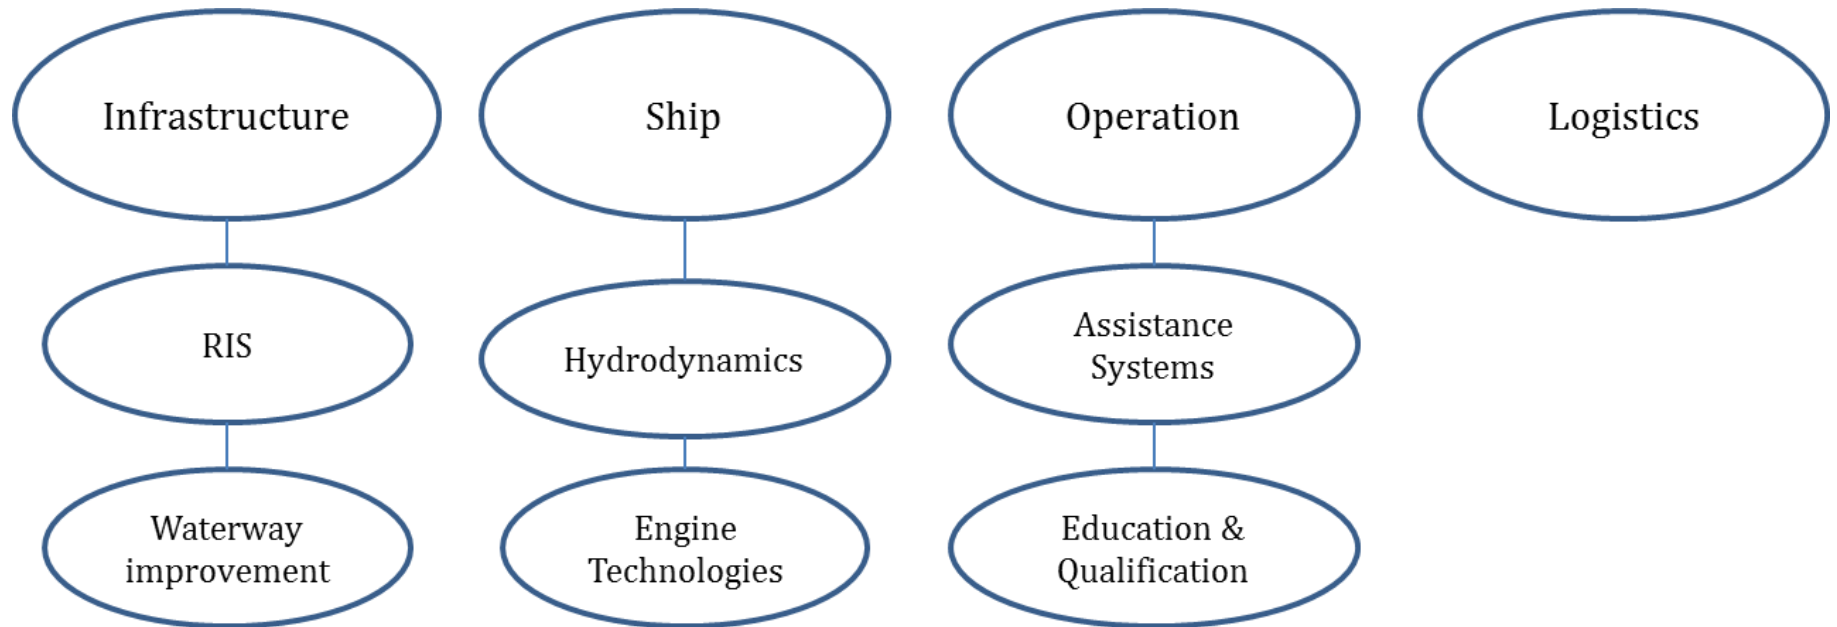 Infrastructure
Ship
Operation
Logistics
RIS
Hydrodynamics
Assistance
Systems
Waterway
improvement
Engine
Technologies
Education &
Qualification